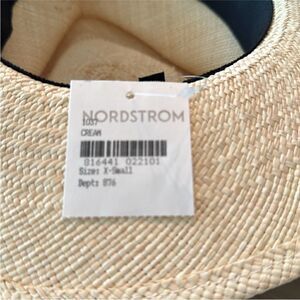 NORDSTROM
1037
CREAM
816441 022101
Size: X-Small
Dept: 876